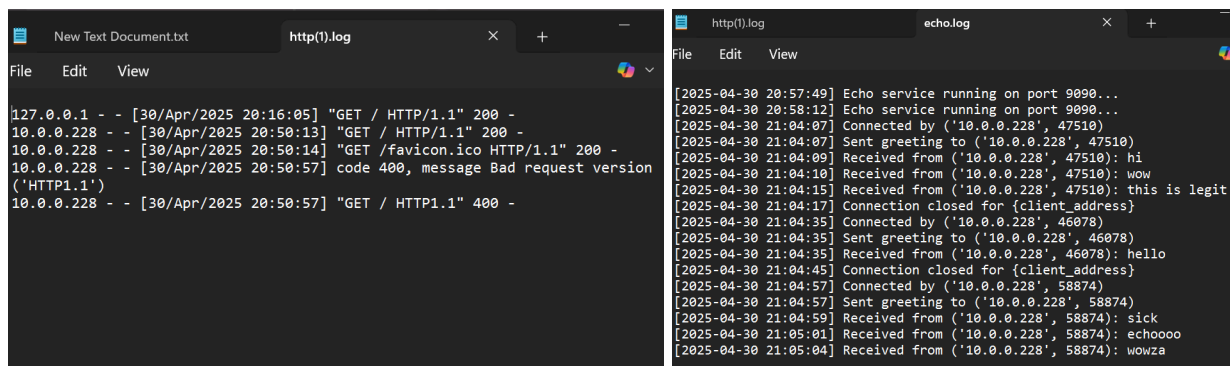 New Text Document.txt
http(1).log
File Edit View
127.0.0.1 - - [30/Apr/2025 20:16:05] "GET / HTTP/1.1" 200 -
10.0.0.228 - - [30/Apr/2025 20:50:13] "GET / HTTP/1.1" 200 -
10.0.0.228 - - [30/Apr/2025 20:50:14] "GET /favicon.ico HTTP/1.1" 200 -
10.0.0.228 - - [30/Apr/2025 20:50:57] code 400, message Bad request version
('HTTP1.1')
10.0.0.228 - - [30/Apr/2025 20:50:57] "GET / HTTP1.1" 400 -
http(1).log
echo.log
File Edit View
[2025-04-30 20:57:49] Echo service running on port 9090...
[2025-04-30 20:58:12] Echo service running on port 9090...
[2025-04-30 21:04:07] Connected by ('10.0.0.228', 47510)
[2025-04-30 21:04:07] Sent greeting to ('10.0.0.228', 47510)
[2025-04-30 21:04:09] Received from ('10.0.0.228', 47510): hi
[2025-04-30 21:04:10] Received from ('10.0.0.228', 47510): wow
[2025-04-30 21:04:15] Received from ('10.0.0.228', 47510): this is legit
[2025-04-30 21:04:17] Connection closed for {client_address}
[2025-04-30 21:04:35] Connected by ('10.0.0.228', 46078)
[2025-04-30 21:04:35] Sent greeting to ('10.0.0.228', 46078)
[2025-04-30 21:04:35] Received from ('10.0.0.228', 46078): hello
[2025-04-30 21:04:45] Connection closed for {client_address}
[2025-04-30 21:04:57] Connected by ('10.0.0.228', 58874)
[2025-04-30 21:04:57] Sent greeting to ('10.0.0.228', 58874)
[2025-04-30 21:04:59] Received from ('10.0.0.228', 58874): sick
[2025-04-30 21:05:01] Received from ('10.0.0.228', 58874): echoooo
[2025-04-30 21:05:04] Received from ('10.0.0.228', 58874): wowza